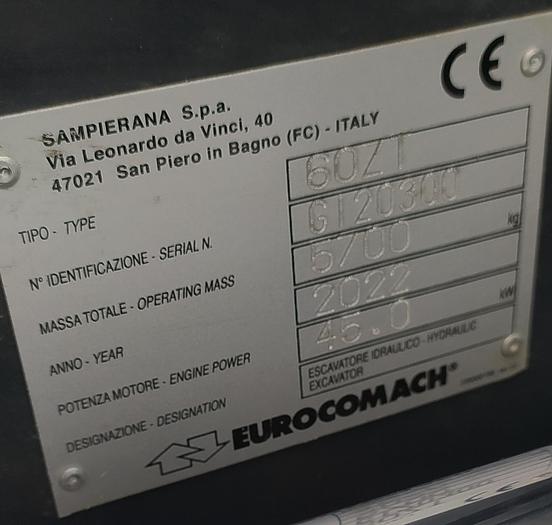 CE
SAMPIERANA S.p.a.
Via Leonardo da Vinci, 40
47021 San Piero in Bagno (FC) - ITALY
TIPO - TYPE 60ZT
N° IDENTIFICAZIONE - SERIAL N. GI20300
MASSA TOTALE - OPERATING MASS 5700 kg
ANNO - YEAR 2022
POTENZA MOTORE - ENGINE POWER 45.0 kW
DESIGNAZIONE - DESIGNATION ESCAVATORE IDRAULICO - HYDRAULIC
EXCAVATOR
EUROCOMACH®